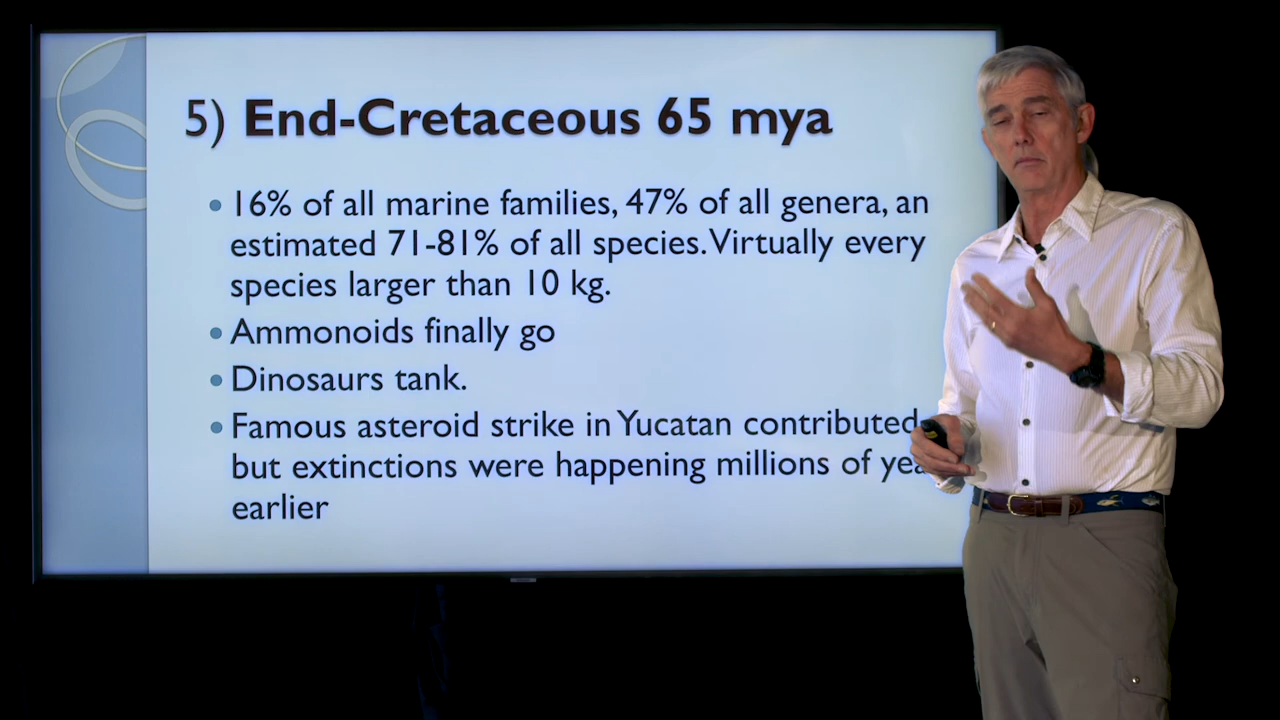 5) End-Cretaceous 65 mya
• 16% of all marine families, 47% of all genera, an
estimated 71-81% of all species. Virtually every
species larger than 10 kg.
• Ammonoids finally go
• Dinosaurs tank.
• Famous asteroid strike in Yucatan contributed
but extinctions were happening millions of
earlier